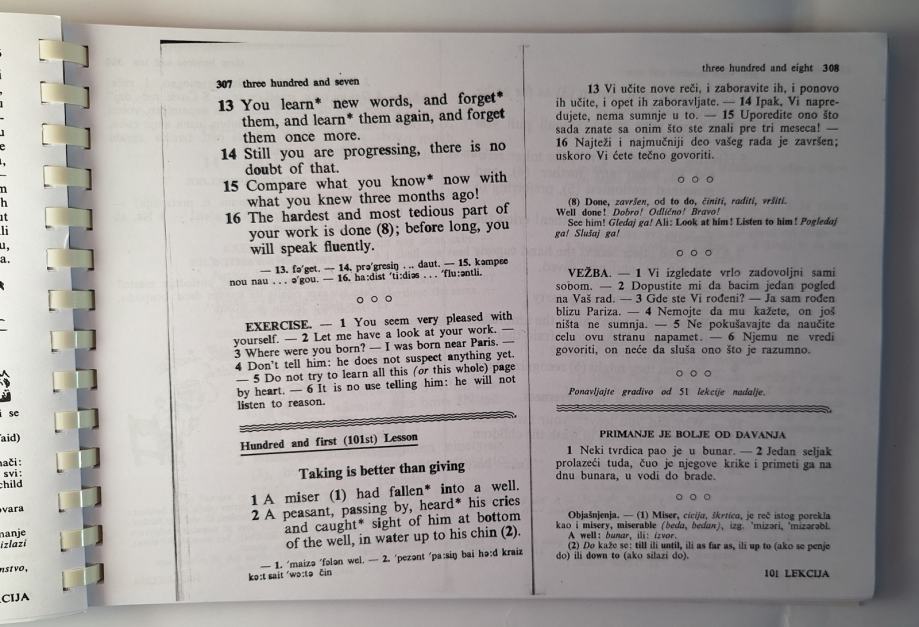 307 three hundred and seven
13 You learn* new words, and forget*
them, and learn* them again, and forget
them once more.
14 Still you are progressing, there is no
doubt of that.
15 Compare what you know* now with
what you knew three months ago!
16 The hardest and most tedious part of
your work is done (8); before long, you
will speak fluently.
— 13. fə'get. — 14. prə'gresiŋ ... daut. — 15. kəmpee
nou nau ... ə'gou. — 16. ha:dist 'ti:diəs ... 'flu:əntli.
EXERCISE. — 1 You seem very pleased with
yourself. — 2 Let me have a look at your work. —
3 Where were you born? — I was born near Paris. —
4 Don't tell him: he does not suspect anything yet.
— 5 Do not try to learn all this (or this whole) page
by heart. — 6 It is no use telling him: he will not
listen to reason.
Hundred and first (101st) Lesson
Taking is better than giving
1 A miser (1) had fallen* into a well.
2 A peasant, passing by, heard* his cries
and caught* sight of him at bottom
of the well, in water up to his chin (2).
— 1. 'maizə 'fɔlən wel. — 2. 'pezənt 'pa:siŋ bai hə:d kraiz
kɔ:t sait 'wɔ:tə čin
three hundred and eight 308
13 Vi učite nove reči, i zaboravite ih, i ponovo
ih učite, i opet ih zaboravljate. — 14 Ipak, Vi napre-
dujete, nema sumnje u to. — 15 Uporedite ono što
sada znate sa onim što ste znali pre tri meseca! —
16 Najteži i najmučniji deo vašeg rada je završen;
uskoro Vi ćete tečno govoriti.
(8) Done, završen, od to do, činiti, raditi, vršiti.
Well done! Dobro! Odlično! Bravo!
See him! Gledaj ga! Ali: Look at him! Listen to him! Pogledaj
ga! Slušaj ga!
VEŽBA. — 1 Vi izgledate vrlo zadovoljni sami
sobom. — 2 Dopustite mi da bacim jedan pogled
na Vaš rad. — 3 Gde ste Vi rođeni? — Ja sam rođen
blizu Pariza. — 4 Nemojte da mu kažete, on još
ništa ne sumnja. — 5 Ne pokušavajte da naučite
celu ovu stranu napamet. — 6 Njemu ne vredi
govoriti, on neće da sluša ono što je razumno.
Ponavljajte gradivo od 51 lekcije nadalje.
PRIMANJE JE BOLJE OD DAVANJA
1 Neki tvrdica pao je u bunar. — 2 Jedan seljak
prolazeći tuda, čuo je njegove krike i primeti ga na
dnu bunara, u vodi do brade.
Objašnjenja. — (1) Miser, cicija, škrtica, je reč istog porekla
kao i misery, miserable (beda, bedan), izg. 'mizəri, 'mizərəbl.
A well: bunar, ili: izvor.
(2) Do kaže se: till ili until, ili as far as, ili up to (ako se penje
do) ili down to (ako silazi do).
101 LEKCIJA
i se
aid)
nači:
svi:
child
ovara
manje
izlazi
nstvo,
CIJA